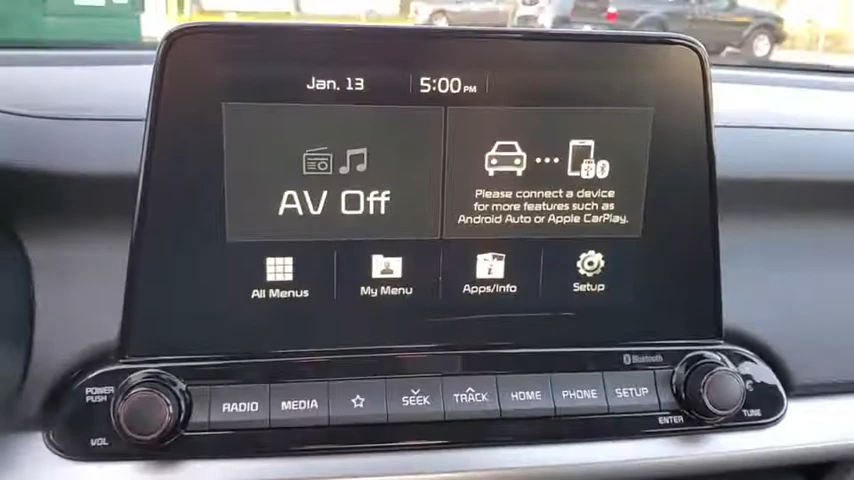 Jan. 13 5:00 PM
AV Off
Please connect a device
for more features such as
Android Auto or Apple CarPlay.
All Menus My Menu Apps/Info Setup
Bluetooth
POWER
PUSH
RADIO MEDIA SEEK TRACK HOME PHONE SETUP
VOL ENTER TUNE